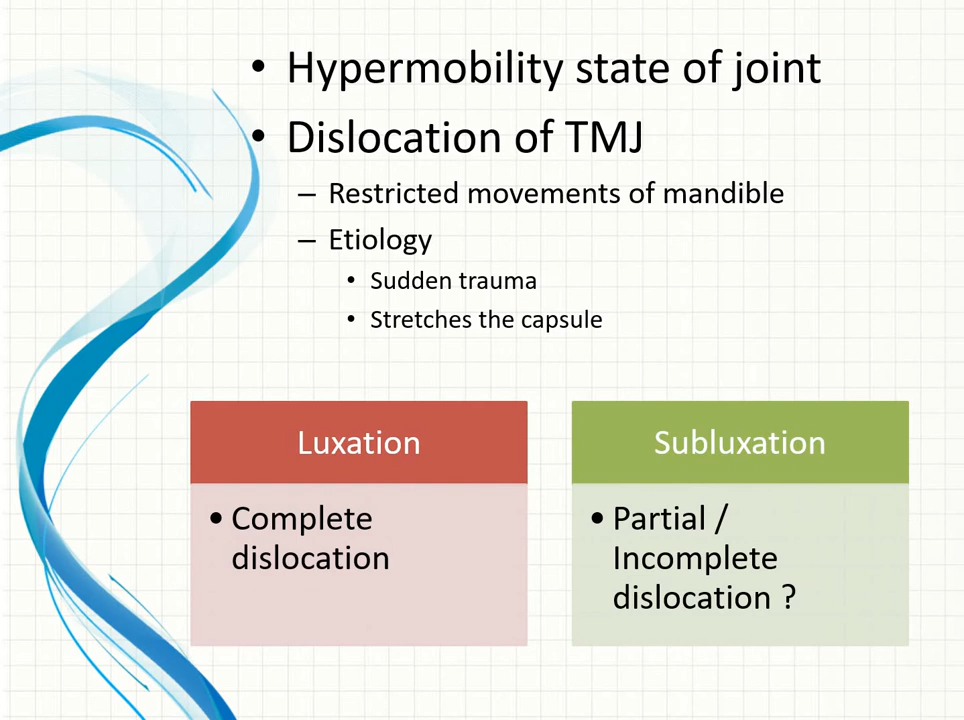 • Hypermobility state of joint
• Dislocation of TMJ
– Restricted movements of mandible
– Etiology
• Sudden trauma
• Stretches the capsule
Luxation
• Complete
dislocation
Subluxation
• Partial /
Incomplete
dislocation ?